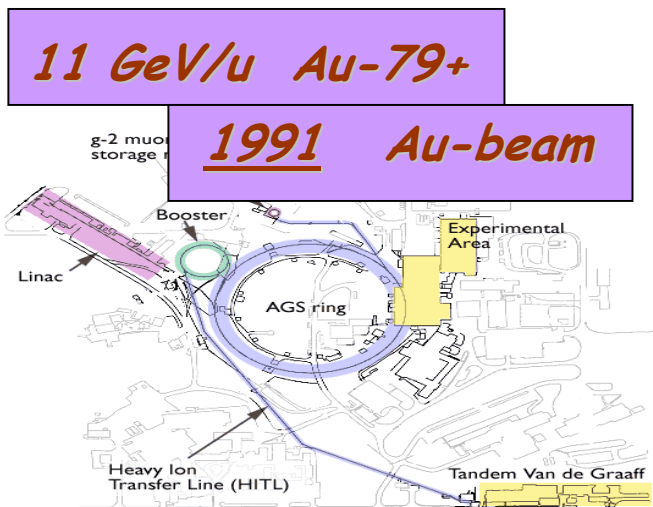 11 GeV/u Au-79+
1991 Au-beam
g-2
storage
Booster
Experimental
Area
Linac
AGS ring
Heavy Ion
Transfer Line (HITL)
Tandem Van de Graaff